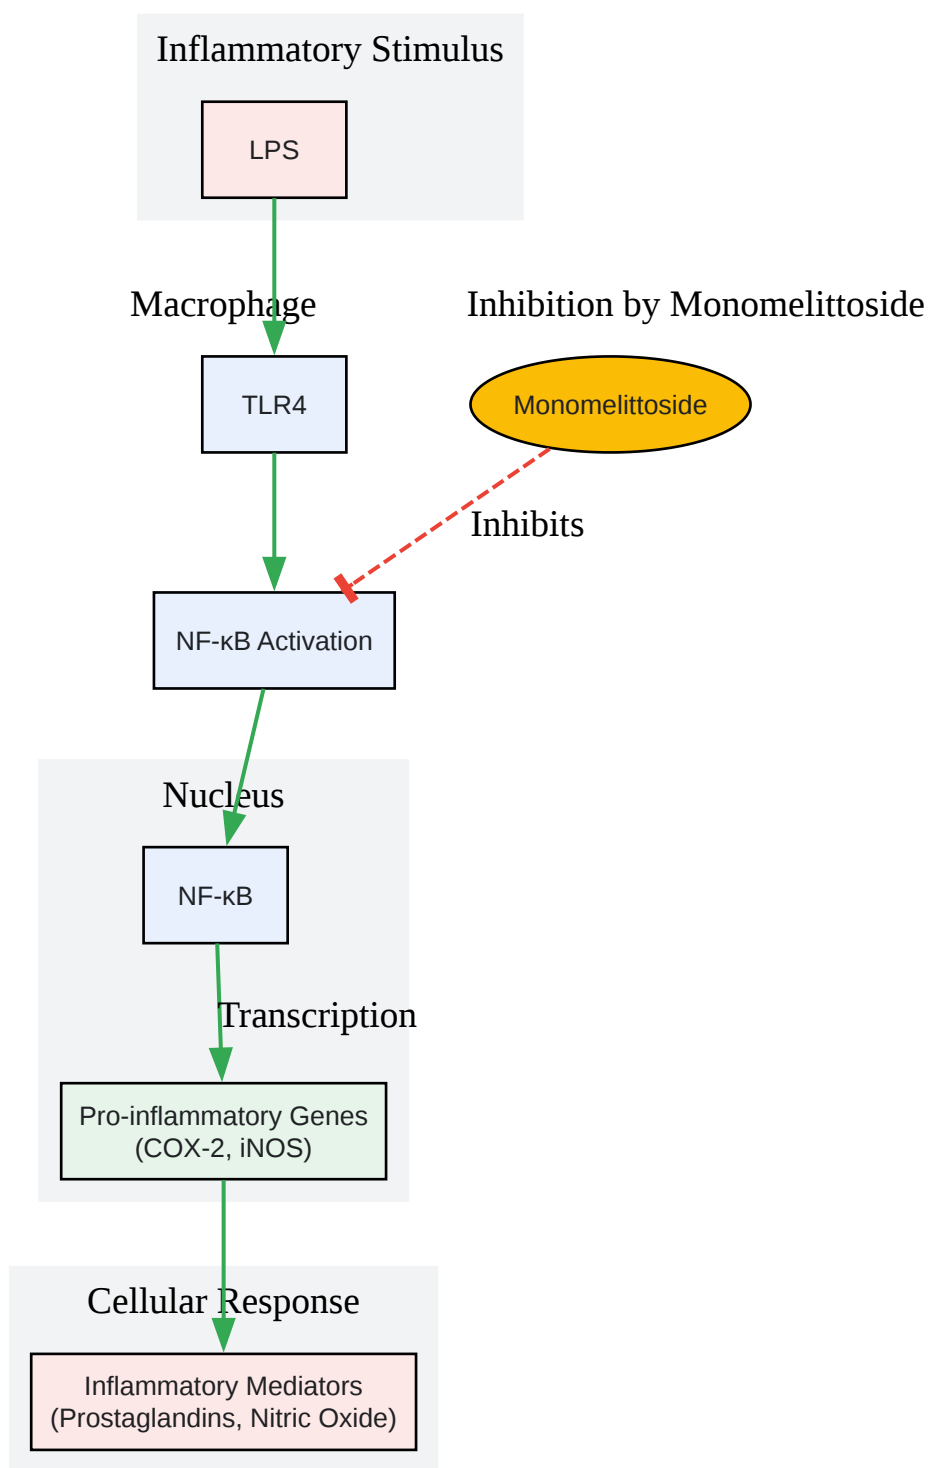 Inflammatory Stimulus
LPS
Macrophage
Inhibition by Monomelittoside
TLR4
Monomelittoside
Inhibits
NF-κB Activation
Nucleus
NF-κB
Transcription
Pro-inflammatory Genes
(COX-2, iNOS)
Cellular Response
Inflammatory Mediators
(Prostaglandins, Nitric Oxide)